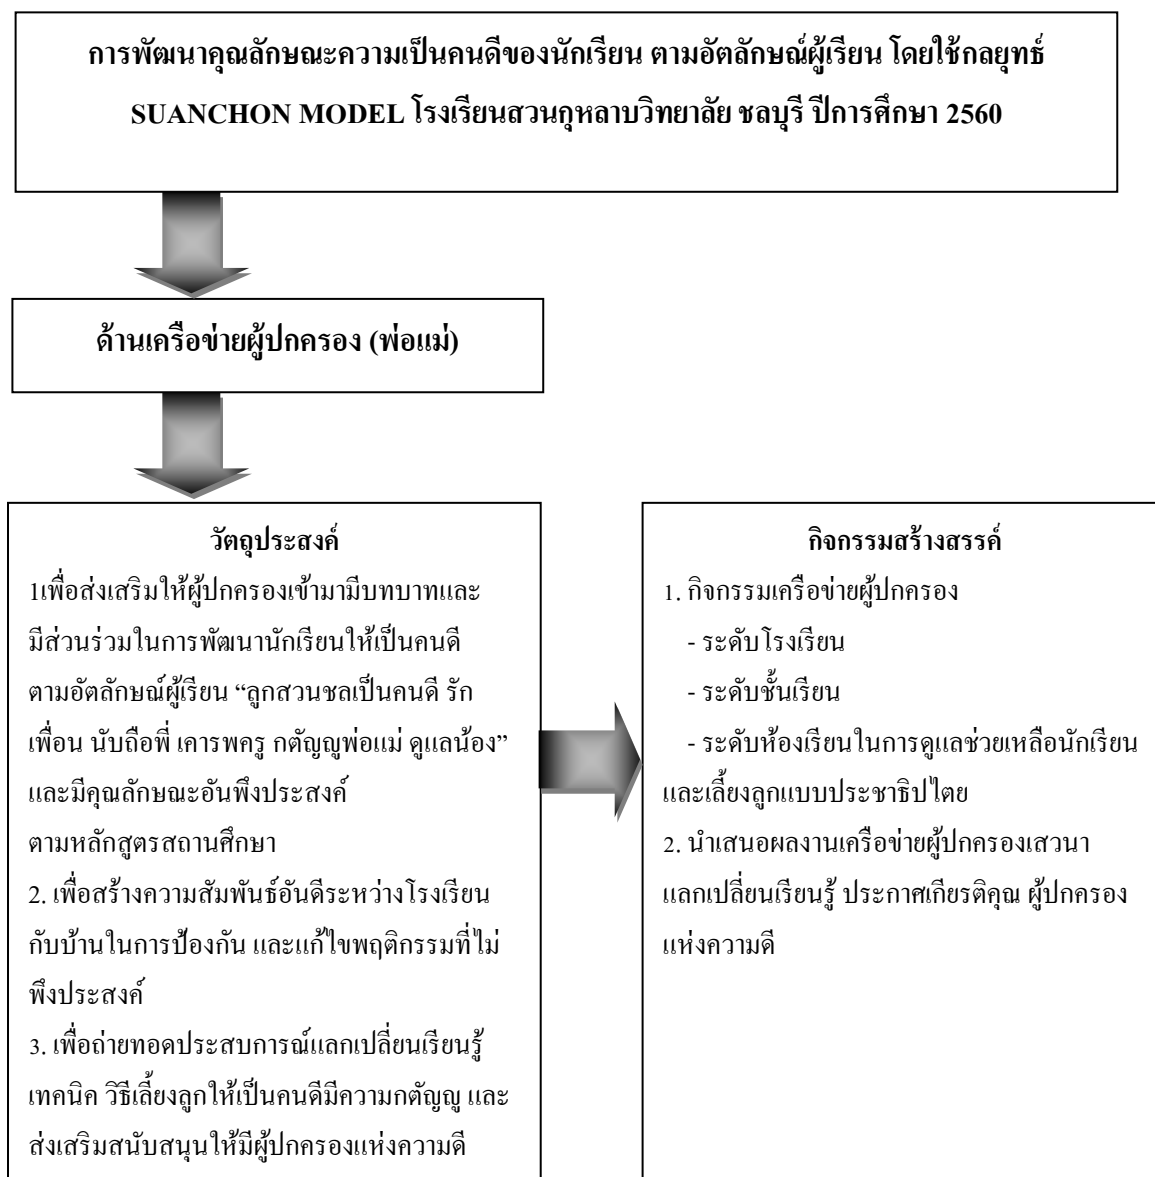 การพัฒนาคุณลักษณะความเป็นคนดีของนักเรียน ตามอัตลักษณ์ผู้เรียน โดยใช้กลยุทธ์
SUANCHON MODEL โรงเรียนสวนกุหลาบวิทยาลัย ชลบุรี ปีการศึกษา 2560
ด้านเครือข่ายผู้ปกครอง (พ่อแม่)
วัตถุประสงค์
1เพื่อส่งเสริมให้ผู้ปกครองเข้ามามีบทบาทและ
มีส่วนร่วมในการพัฒนานักเรียนให้เป็นคนดี
ตามอัตลักษณ์ผู้เรียน “ลูกสวนชลเป็นคนดี รัก
เพื่อน นับถือพี่ เคารพครู กตัญญูพ่อแม่ ดูแลน้อง”
และมีคุณลักษณะอันพึงประสงค์
ตามหลักสูตรสถานศึกษา
2. เพื่อสร้างความสัมพันธ์อันดีระหว่างโรงเรียน
กับบ้านในการป้องกัน และแก้ไขพฤติกรรมที่ไม่
พึงประสงค์
3. เพื่อถ่ายทอดประสบการณ์แลกเปลี่ยนเรียนรู้
เทคนิค วิธีเลี้ยงลูกให้เป็นคนดีมีความกตัญญู และ
ส่งเสริมสนับสนุนให้มีผู้ปกครองแห่งความดี
กิจกรรมสร้างสรรค์
1. กิจกรรมเครือข่ายผู้ปกครอง
- ระดับโรงเรียน
- ระดับชั้นเรียน
- ระดับห้องเรียนในการดูแลช่วยเหลือนักเรียน
และเลี้ยงลูกแบบประชาธิปไตย
2. นำเสนอผลงานเครือข่ายผู้ปกครองเสวนา
แลกเปลี่ยนเรียนรู้ ประกาศเกียรติคุณ ผู้ปกครอง
แห่งความดี